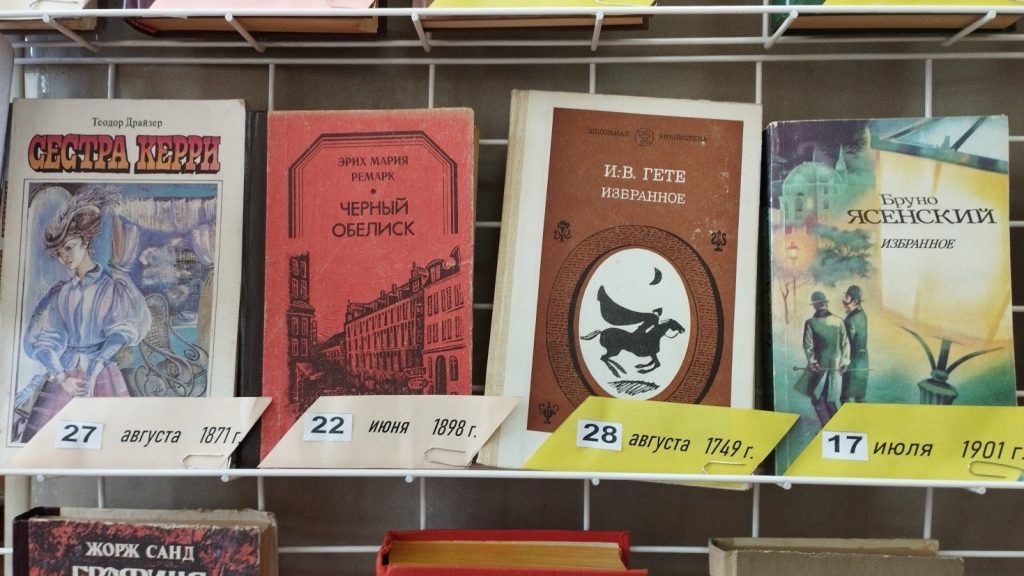 Теодор Драйзер
СЕСТРА КЕРРИ
27 августа 1871 г.
ЭРИХ МАРИЯ
РЕМАРК
ЧЕРНЫЙ
ОБЕЛИСК
22 июня 1898 г.
ШКОЛЬНАЯ БИБЛИОТЕКА
И.·В. ГЕТЕ
ИЗБРАННОЕ
28 августа 1749 г.
Бруно
ЯСЕНСКИЙ
ИЗБРАННОЕ
17 июля 1901 г.
ЖОРЖ САНД